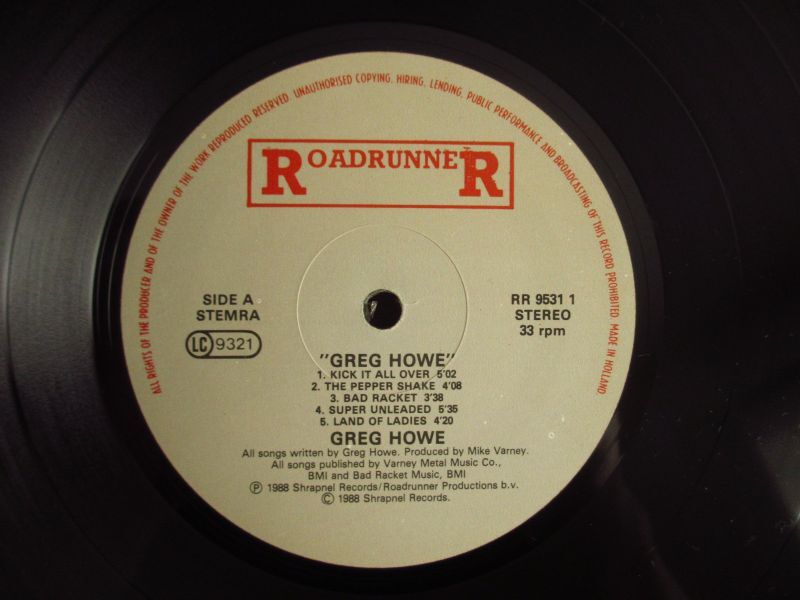 ALL RIGHTS OF THE PRODUCER AND OF THE OWNER OF THE WORK REPRODUCED RESERVED. UNAUTHORISED COPYING, HIRING, LENDING, PUBLIC PERFORMANCE AND BROADCASTING OF THIS RECORD PROHIBITED MADE IN HOLLAND
ROADRUNNER
SIDE A
STEMRA
LC 9321
RR 9531 1
STEREO
33 rpm
"GREG HOWE"
1. KICK IT ALL OVER 5'02
2. THE PEPPER SHAKE 4'08
3. BAD RACKET 3'38
4. SUPER UNLEADED 5'35
5. LAND OF LADIES 4'20
GREG HOWE
All songs written by Greg Howe. Produced by Mike Varney.
All songs published by Varney Metal Music Co.,
BMI and Bad Racket Music, BMI
℗ 1988 Shrapnel Records/Roadrunner Productions b.v.
© 1988 Shrapnel Records.